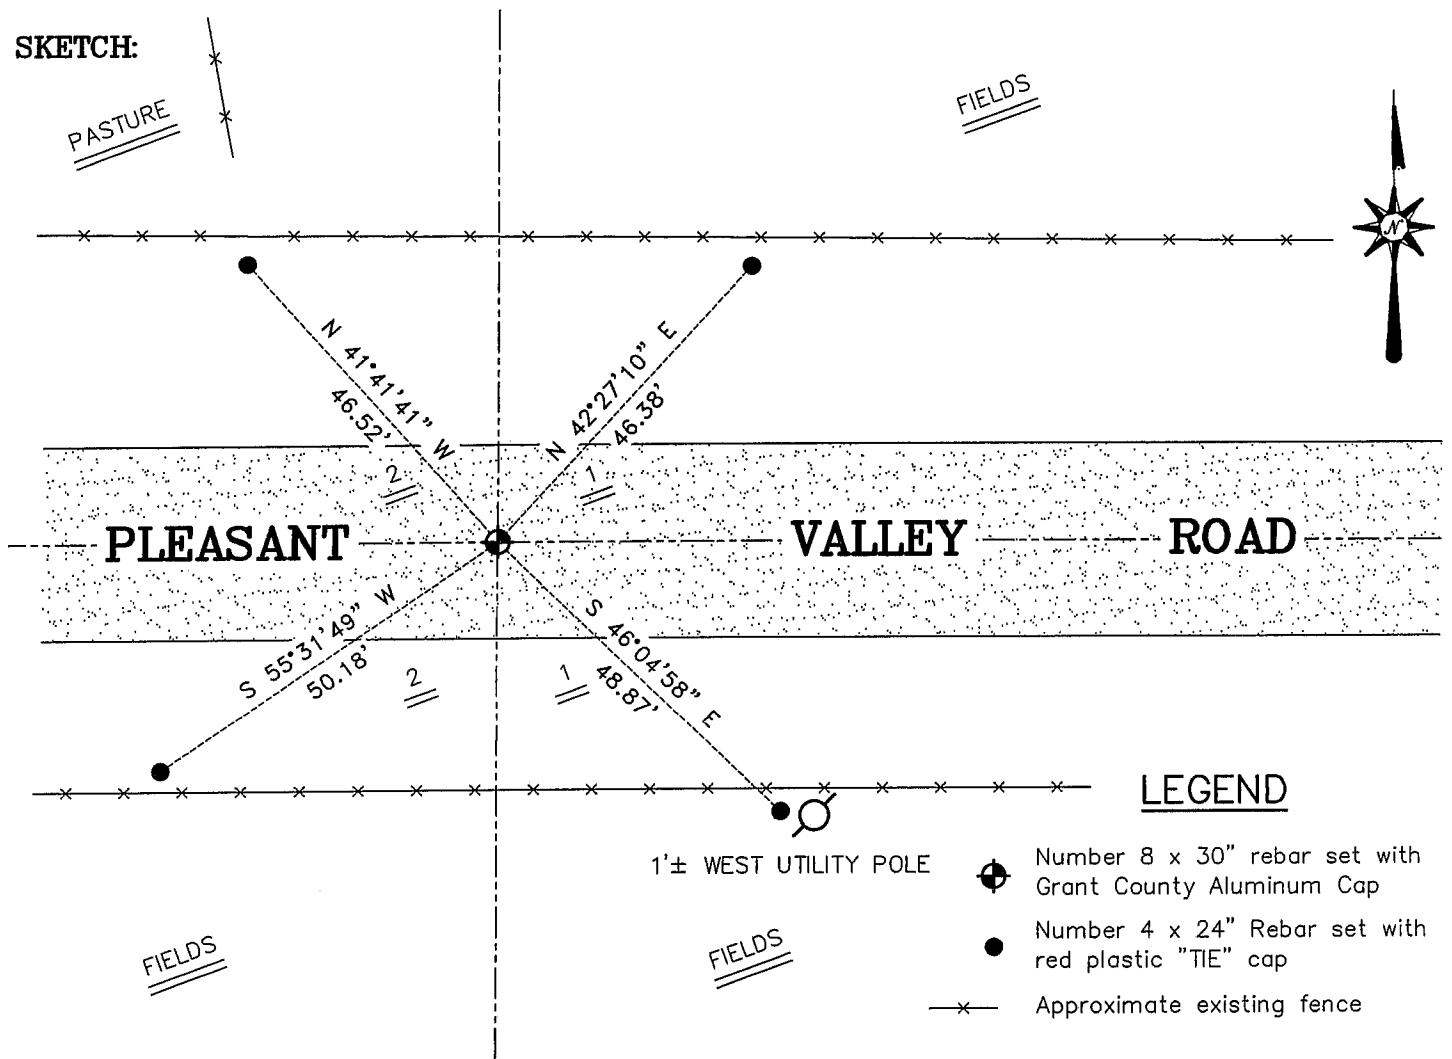 SKETCH:
PASTURE
FIELDS
N
N 41°41'41" W
46.52'
N 42°27'10" E
46.38'
2
1
PLEASANT VALLEY ROAD
S 55°31'49" W
50.18'
S 46°04'58" E
48.87'
2
1
1'± WEST UTILITY POLE
LEGEND
Number 8 x 30" rebar set with
Grant County Aluminum Cap
Number 4 x 24" Rebar set with
red plastic "TIE" cap
Approximate existing fence
FIELDS
FIELDS